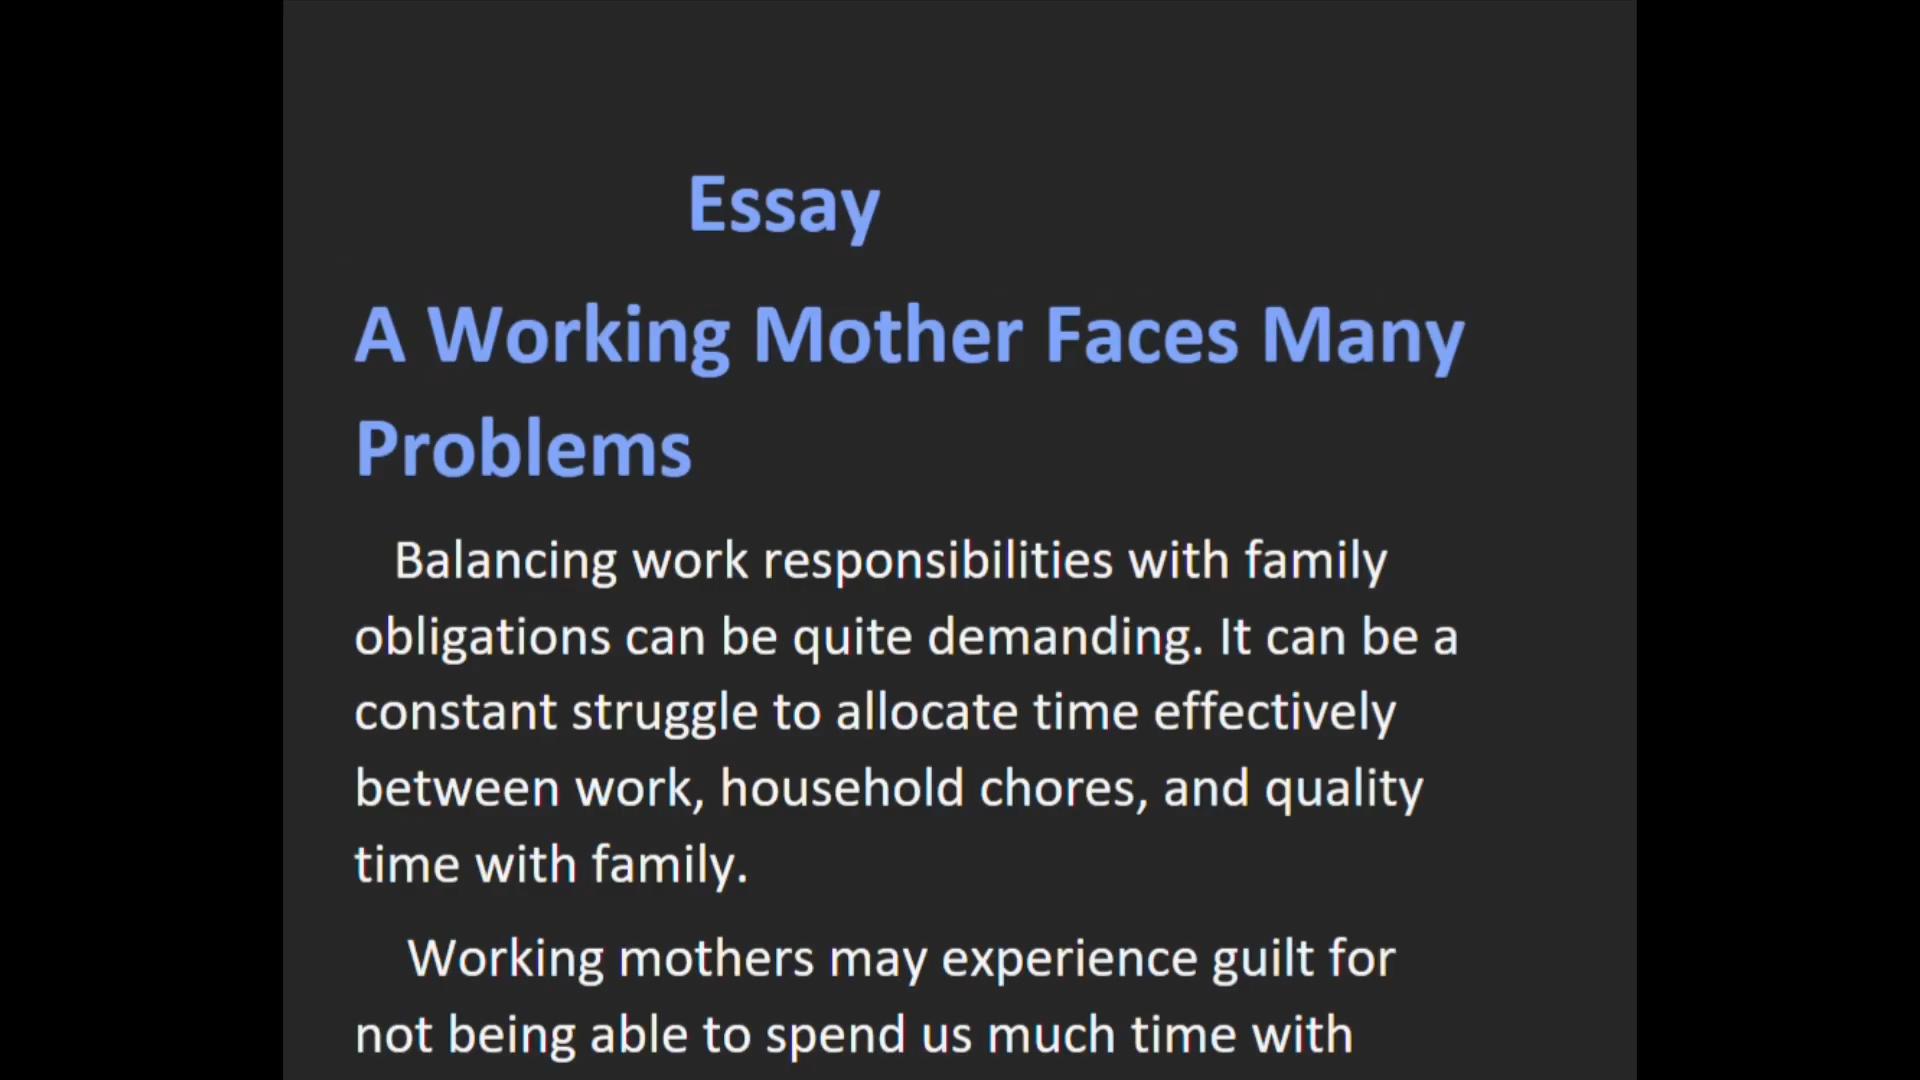 Essay
A Working Mother Faces Many
Problems
Balancing work responsibilities with family
obligations can be quite demanding. It can be a
constant struggle to allocate time effectively
between work, household chores, and quality
time with family.
Working mothers may experience guilt for
not being able to spend us much time with